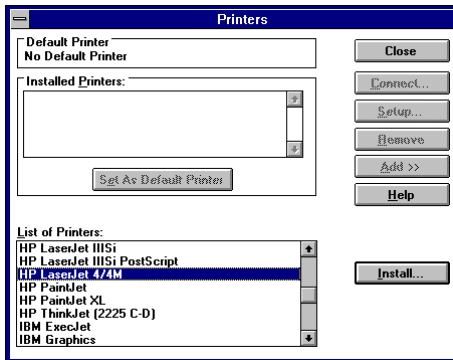 Printers
Default Printer
No Default Printer
Installed Printers:
Set As Default Printer
Close
Connect...
Setup...
Remove
Add >>
Help
List of Printers:
HP LaserJet IIISi
HP LaserJet IIISi PostScript
HP LaserJet 4/4M
HP PaintJet
HP PaintJet XL
HP ThinkJet (2225 C-D)
IBM ExecJet
IBM Graphics
Install...